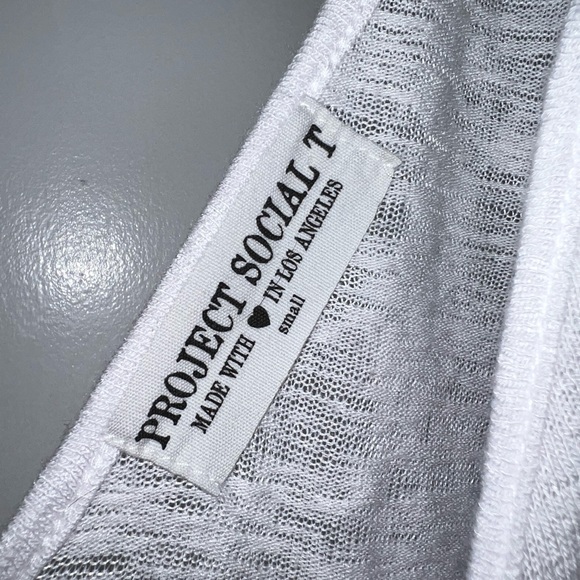 PROJECT SOCIAL T
MADE WITH ♥ IN LOS ANGELES
small